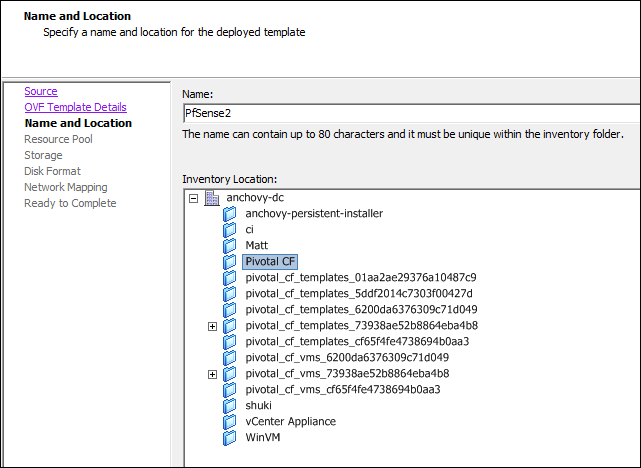 Name and Location
Specify a name and location for the deployed template
Source
OVF Template Details
Name and Location
Resource Pool
Storage
Disk Format
Network Mapping
Ready to Complete
Name:
PfSense2
The name can contain up to 80 characters and it must be unique within the inventory folder.
Inventory Location:
anchovy-dc
anchovy-persistent-installer
ci
Matt
Pivotal CF
pivotal_cf_templates_01aa2ae29376a10487c9
pivotal_cf_templates_5ddf2014c7303f00427d
pivotal_cf_templates_6200da6376309c71d049
pivotal_cf_templates_73938ae52b8864eba4b8
pivotal_cf_templates_cf65f4fe4738694b0aa3
pivotal_cf_vms_6200da6376309c71d049
pivotal_cf_vms_73938ae52b8864eba4b8
pivotal_cf_vms_cf65f4fe4738694b0aa3
shuki
vCenter Appliance
WinVM